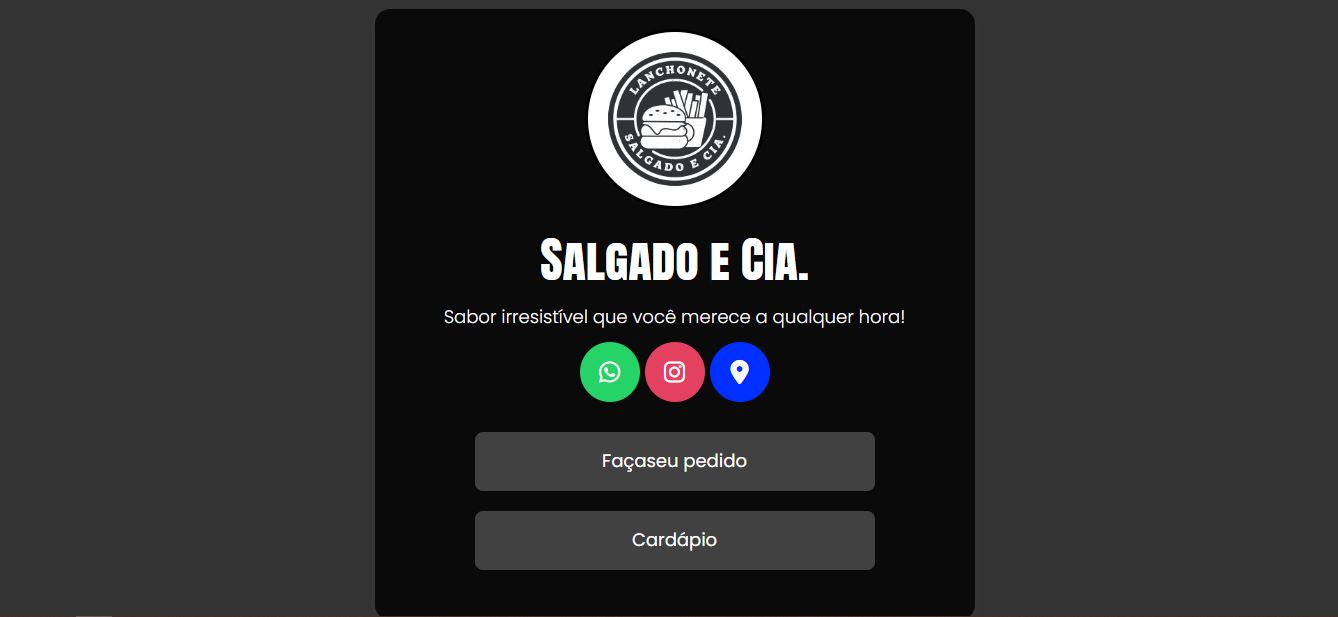 LANCHONETE
SALGADO E CIA.
Salgado e Cia.
Sabor irresistível que você merece a qualquer hora!
Façaseu pedido
Cardápio